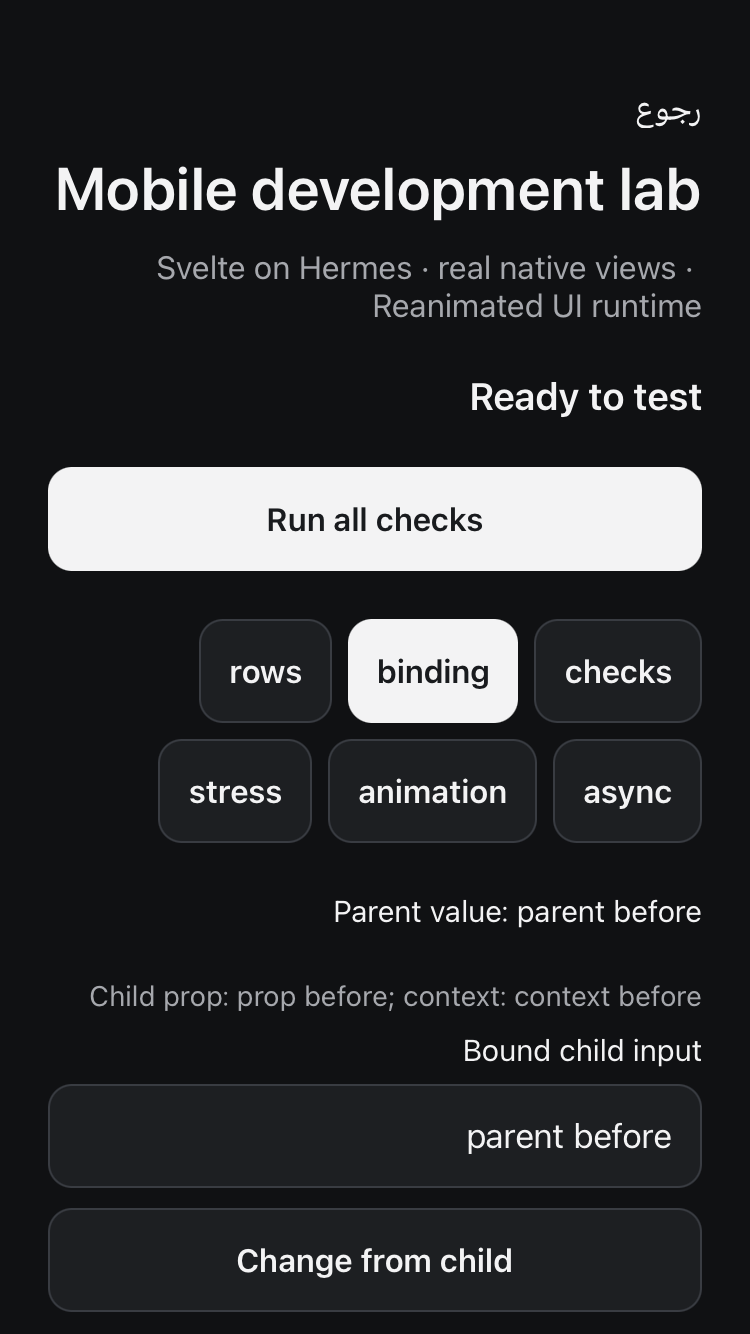 رجوع
Mobile development lab
Svelte on Hermes · real native views ·
Reanimated UI runtime
Ready to test
Run all checks
checks
binding
rows
async
animation
stress
Parent value: parent before
Child prop: prop before; context: context before
Bound child input
parent before
Change from child